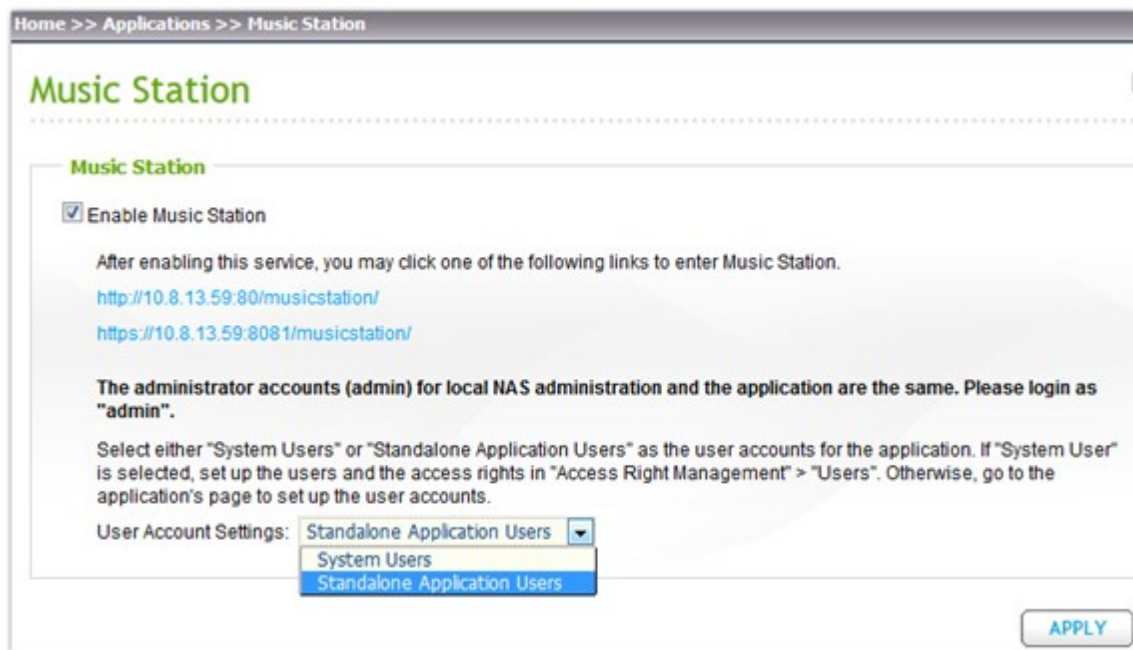 Home >> Applications >> Music Station
Music Station
Music Station
Enable Music Station
After enabling this service, you may click one of the following links to enter Music Station.
http://10.8.13.59:80/musicstation/
https://10.8.13.59:8081/musicstation/
The administrator accounts (admin) for local NAS administration and the application are the same. Please login as
"admin".
Select either "System Users" or "Standalone Application Users" as the user accounts for the application. If "System User"
is selected, set up the users and the access rights in "Access Right Management" > "Users". Otherwise, go to the
application's page to set up the user accounts.
User Account Settings: Standalone Application Users
System Users
Standalone Application Users
APPLY